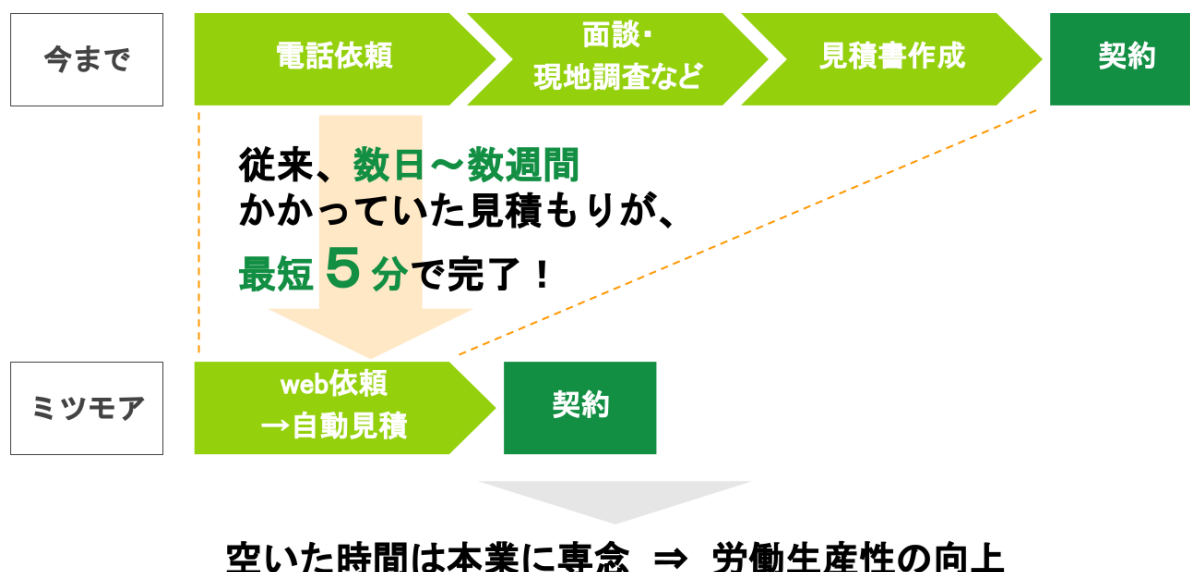 今まで
電話依頼
面談・
現地調査など
見積書作成
契約
従来、数日～数週間
かかっていた見積もりが、
最短５分で完了！
ミツモア
web依頼
→自動見積
契約
空いた時間は本業に専念 ⇒ 労働生産性の向上